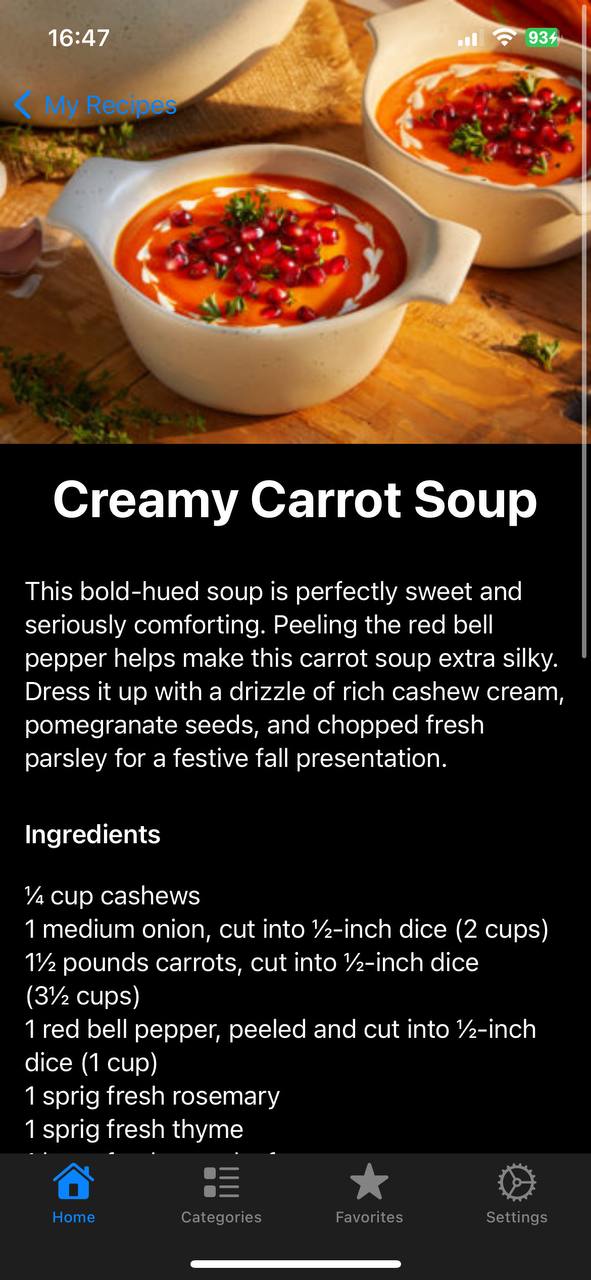 16:47
93
My Recipes
Creamy Carrot Soup
This bold-hued soup is perfectly sweet and
seriously comforting. Peeling the red bell
pepper helps make this carrot soup extra silky.
Dress it up with a drizzle of rich cashew cream,
pomegranate seeds, and chopped fresh
parsley for a festive fall presentation.
Ingredients
¼ cup cashews
1 medium onion, cut into ½-inch dice (2 cups)
1½ pounds carrots, cut into ½-inch dice
(3½ cups)
1 red bell pepper, peeled and cut into ½-inch
dice (1 cup)
1 sprig fresh rosemary
1 sprig fresh thyme
Home Categories Favorites Settings